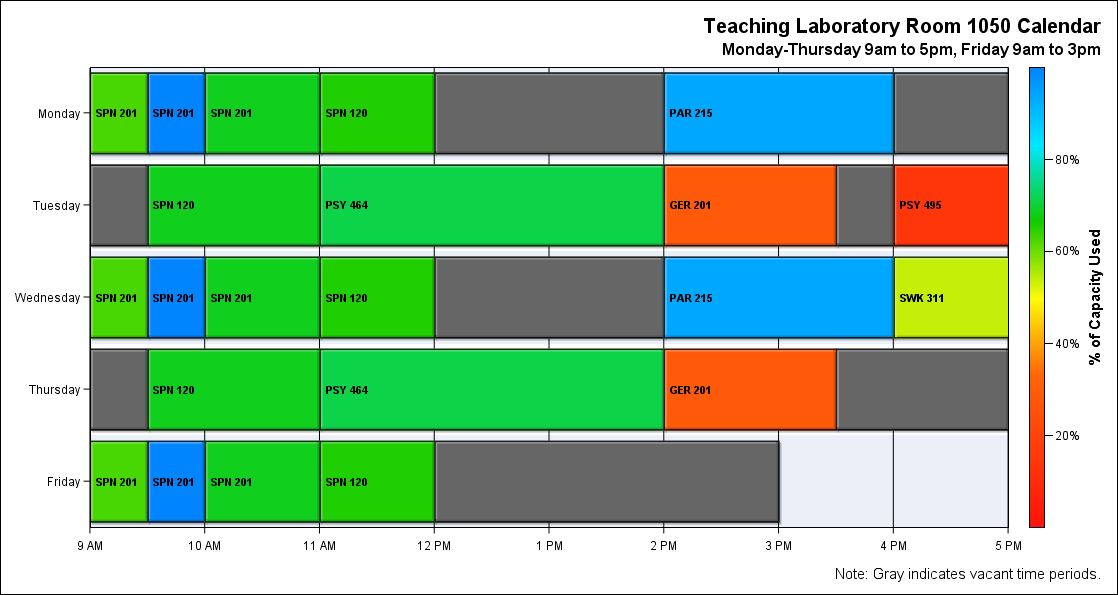 Teaching Laboratory Room 1050 Calendar
Monday-Thursday 9am to 5pm, Friday 9am to 3pm
Monday SPN 201 SPN 201 SPN 201 SPN 120 PAR 215
Tuesday SPN 120 PSY 464 GER 201 PSY 495
Wednesday SPN 201 SPN 201 SPN 201 SPN 120 PAR 215 SWK 311
Thursday SPN 120 PSY 464 GER 201
Friday SPN 201 SPN 201 SPN 201 SPN 120
9 AM 10 AM 11 AM 12 PM 1 PM 2 PM 3 PM 4 PM 5 PM
80%
60%
40%
20%
% of Capacity Used
Note: Gray indicates vacant time periods.